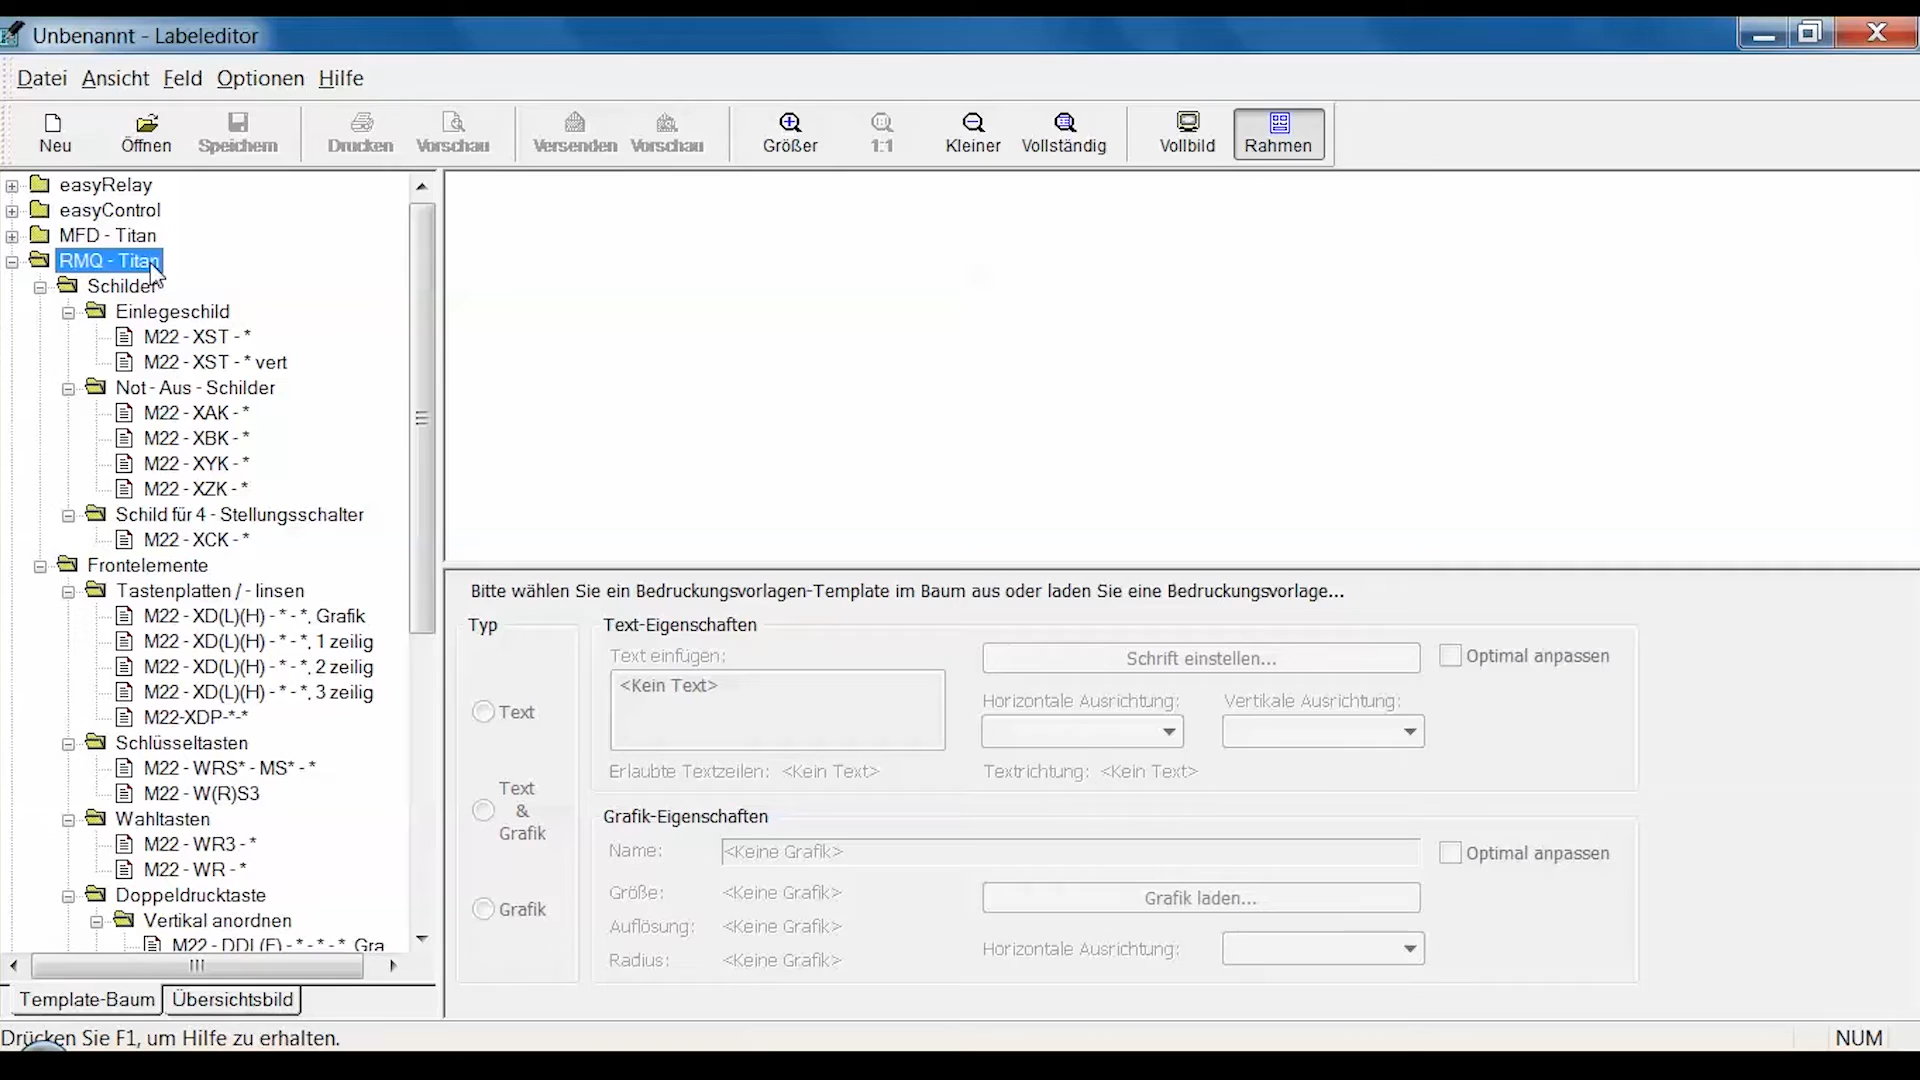 Unbenannt - Labeleditor
Datei Ansicht Feld Optionen Hilfe
Neu Öffnen Speichern Drucken Vorschau Versenden Vorschau Größer 1:1 Kleiner Vollständig Vollbild Rahmen
easyRelay
easyControl
MFD - Titan
RMQ - Titan
Schilder
Einlegeschild
M22 - XST - *
M22 - XST - * vert
Not - Aus - Schilder
M22 - XAK - *
M22 - XBK - *
M22 - XYK - *
M22 - XZK - *
Schild für 4 - Stellungsschalter
M22 - XCK - *
Frontelemente
Tastenplatten / - linsen
M22 - XD(L)(H) - * - *, Grafik
M22 - XD(L)(H) - * - *, 1 zeilig
M22 - XD(L)(H) - * - *, 2 zeilig
M22 - XD(L)(H) - * - *, 3 zeilig
M22-XDP-*-*
Schlüsseltasten
M22 - WRS* - MS* - *
M22 - W(R)S3
Wahltasten
M22 - WR3 - *
M22 - WR - *
Doppeldrucktaste
Vertikal anordnen
M22 - DDL(F) - * - * - * Gra
Template-Baum Übersichtsbild
Bitte wählen Sie ein Bedruckungsvorlagen-Template im Baum aus oder laden Sie eine Bedruckungsvorlage...
Typ
Text
Text
&
Grafik
Grafik
Text-Eigenschaften
Text einfügen:
<Kein Text>
Schrift einstellen...
Optimal anpassen
Horizontale Ausrichtung: Vertikale Ausrichtung:
Erlaubte Textzeilen: <Kein Text> Textrichtung: <Kein Text>
Grafik-Eigenschaften
Name: <Keine Grafik>
Optimal anpassen
Größe: <Keine Grafik>
Grafik laden...
Auflösung: <Keine Grafik>
Horizontale Ausrichtung:
Radius: <Keine Grafik>
Drücken Sie F1, um Hilfe zu erhalten.
NUM